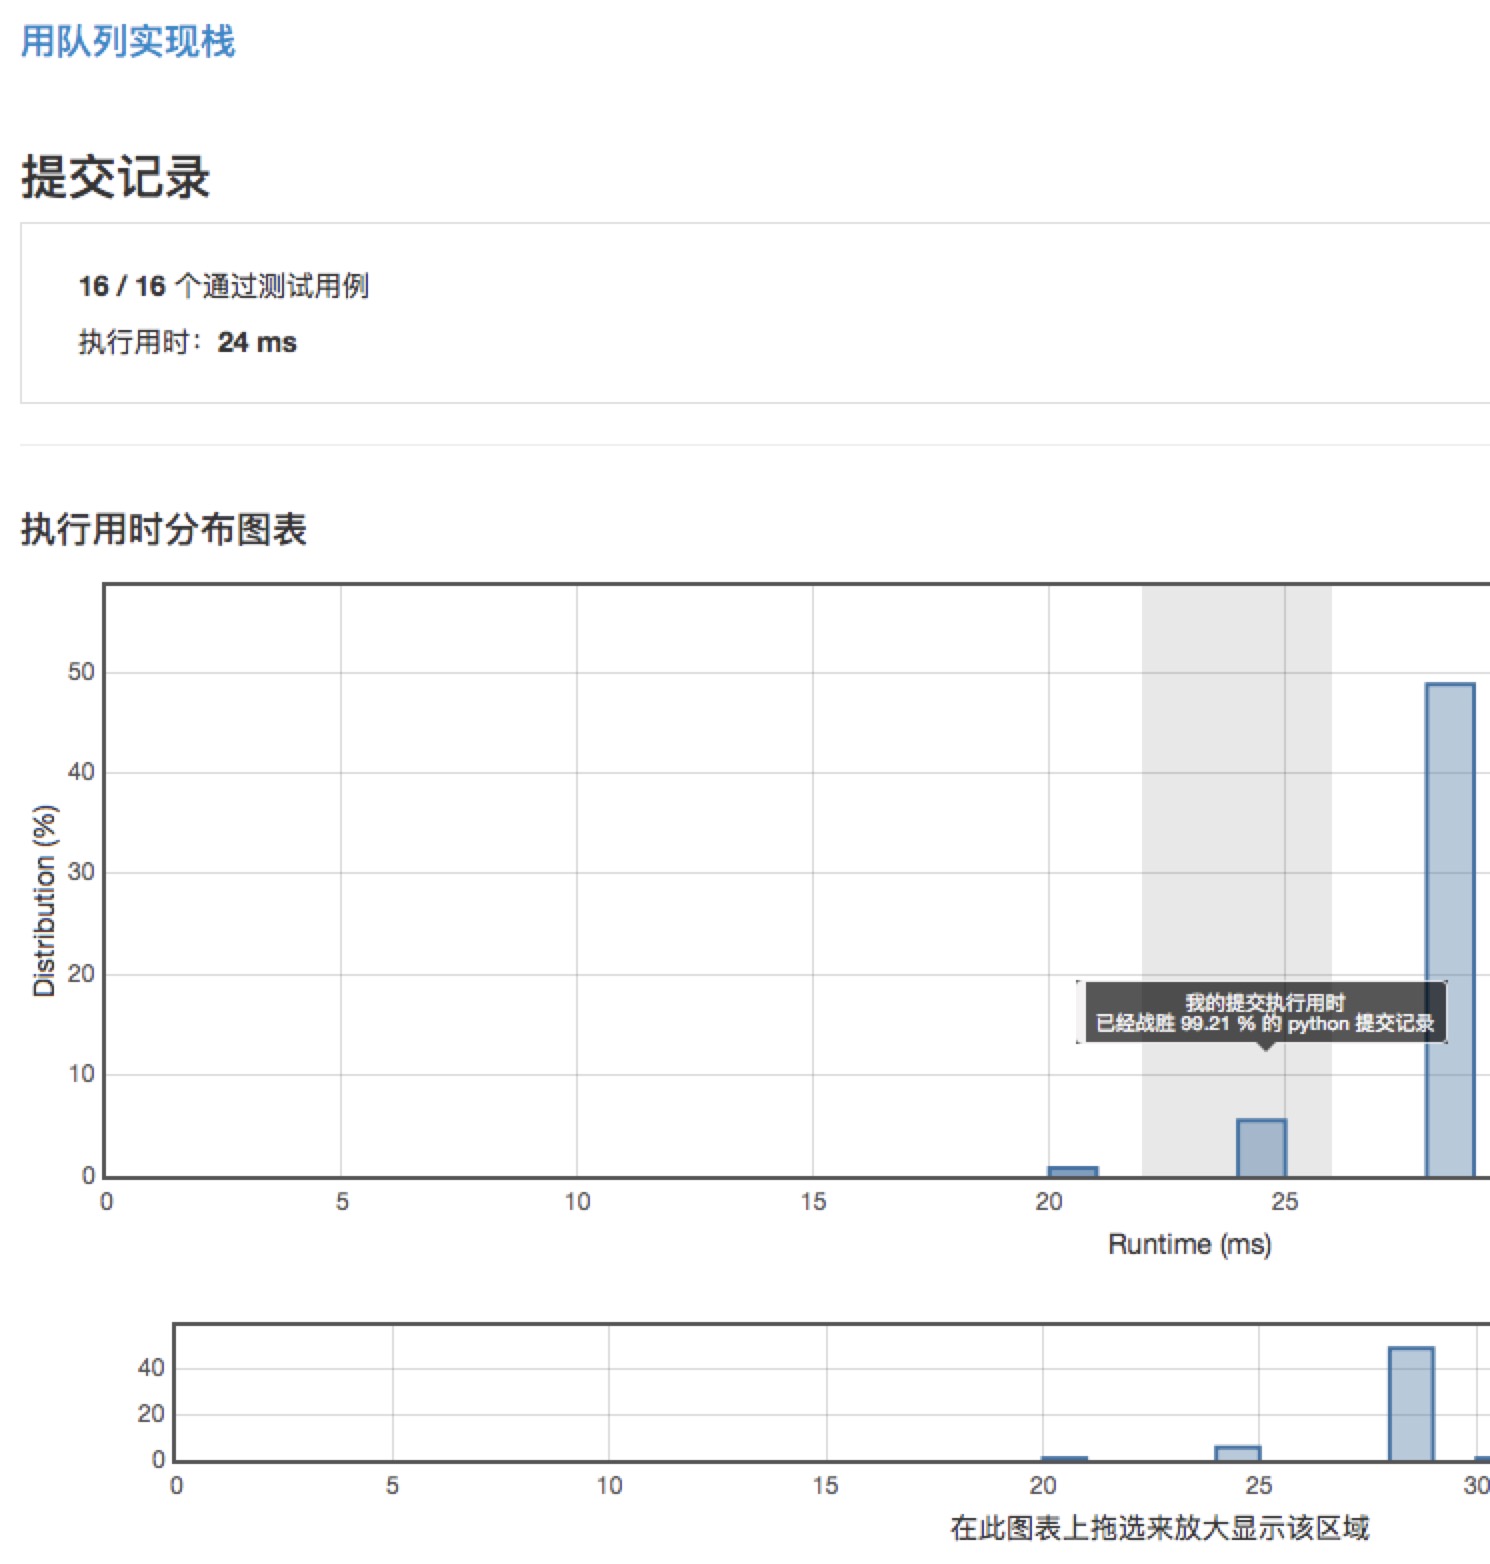 用队列实现栈
提交记录
16 / 16 个通过测试用例
执行用时：24 ms
执行用时分布图表
50
40
30
20
10
0
Distribution (%)
我的提交执行用时
已经战胜 99.21 % 的 python 提交记录
0 5 10 15 20 25
Runtime (ms)
40
20
0
0 5 10 15 20 25 30
在此图表上拖选来放大显示该区域